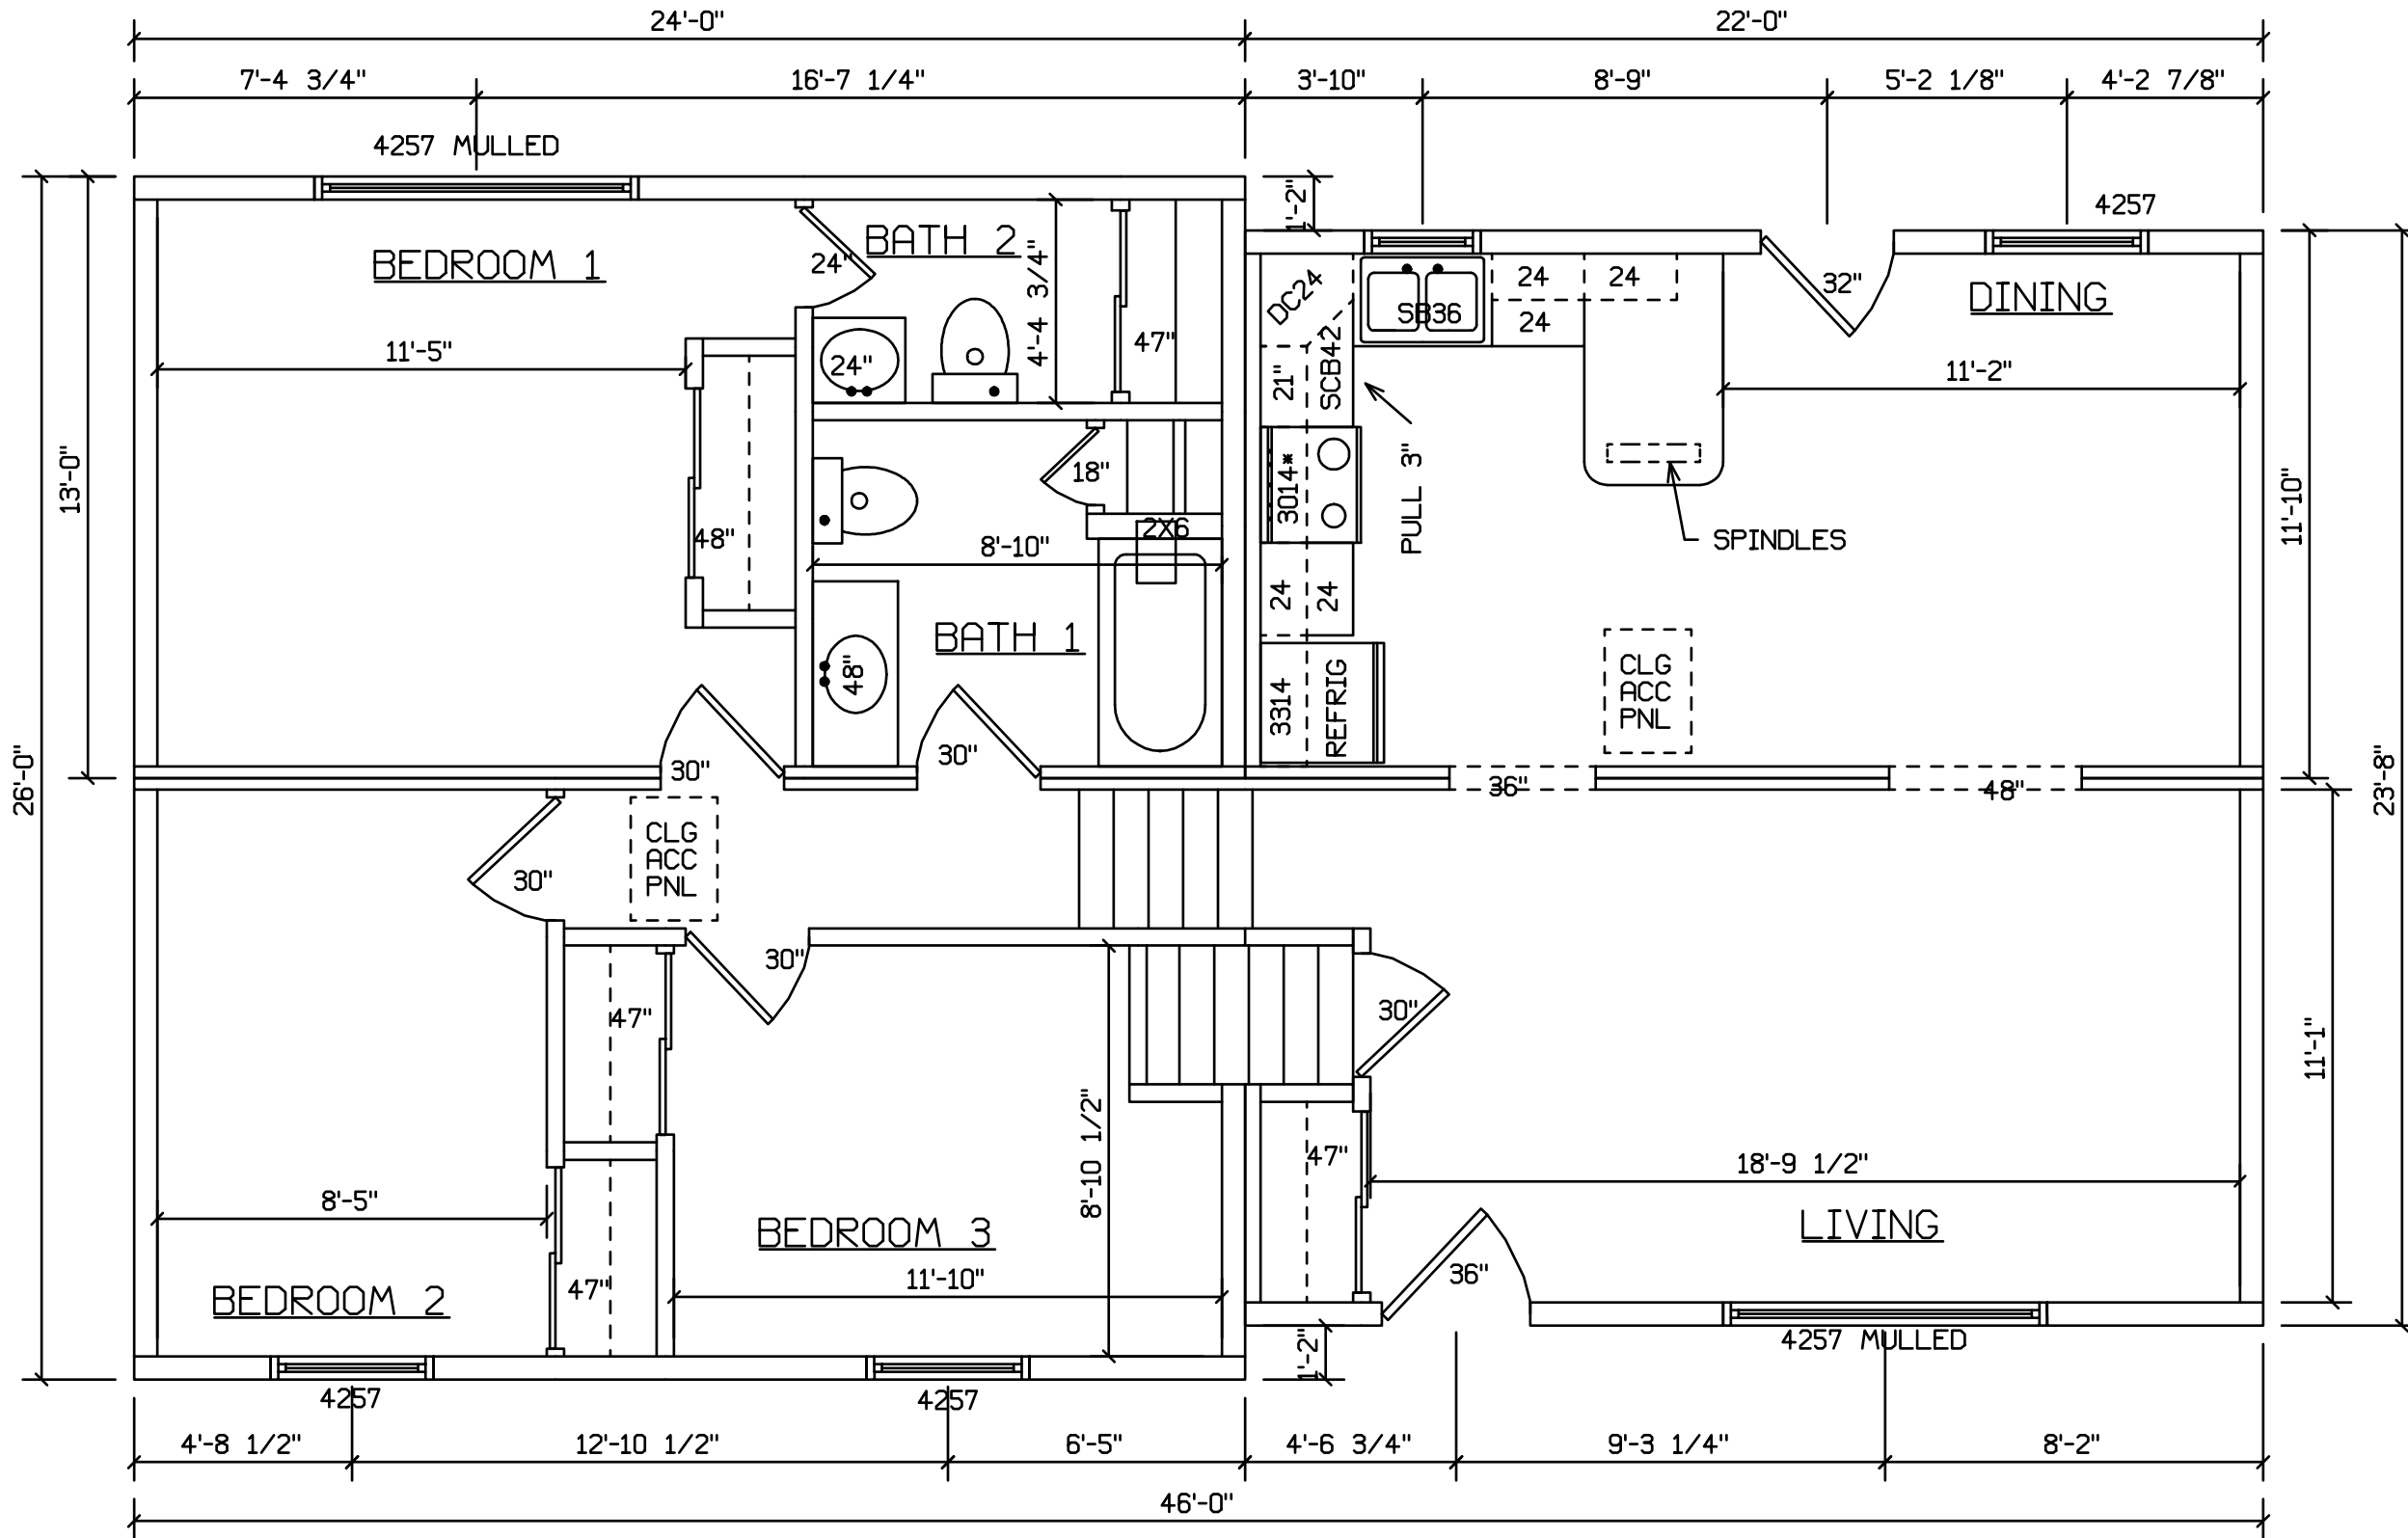 24'-0"
22'-0"
7'-4 3/4"
16'-7 1/4"
3'-10"
8'-9"
5'-2 1/8"
4'-2 7/8"
4257 MULLED
1'-2"
4257
BEDROOM 1
24"
BATH 2
4'-4 3/4"
47"
DC24
SB36
24
24
24
32"
DINING
11'-5"
24"
21"
SCB42
11'-2"
13'-0"
48"
18"
2X6
8'-10"
3014*
PULL 3"
SPINDLES
11'-10"
24
24
BATH 1
48"
3314
REFRIG
CLG
ACC
PNL
30"
30"
36"
48"
26'-0"
23'-8"
CLG
ACC
PNL
30"
30"
47"
30"
11'-1"
8'-10 1/2"
47"
18'-9 1/2"
8'-5"
BEDROOM 3
LIVING
BEDROOM 2
47"
11'-10"
36"
1'-2"
4257 MULLED
4257
4257
4'-8 1/2"
12'-10 1/2"
6'-5"
4'-6 3/4"
9'-3 1/4"
8'-2"
46'-0"